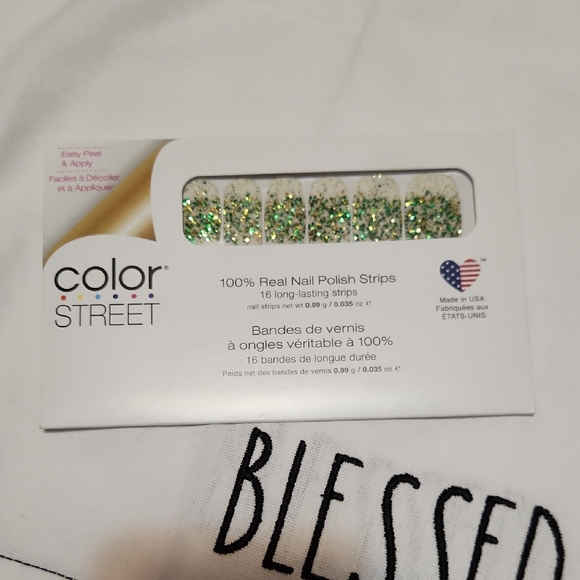 Easy Peel
& Apply
Faciles à Décoller
et à Appliquer
color®
STREET
100% Real Nail Polish Strips
16 long-lasting strips
nail strips net wt 0.99 g / 0.035 oz ℮
Bandes de vernis
à ongles véritable à 100%
16 bandes de longue durée
Poids net des bandes de vernis 0.99 g / 0.035 oz ℮
TM
Made in USA
Fabriquées aux
ÉTATS-UNIS
BLESSED